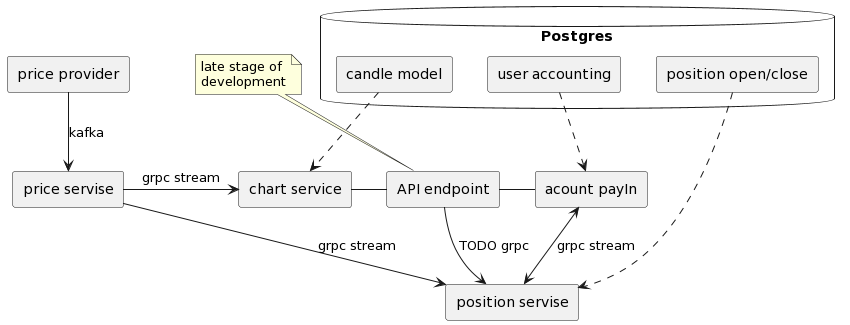 Postgres
late stage of
development
price provider
candle model
user accounting
position open/close
kafka
grpc stream
price servise
chart service
API endpoint
acount payIn
grpc stream
TODO grpc
grpc stream
position servise